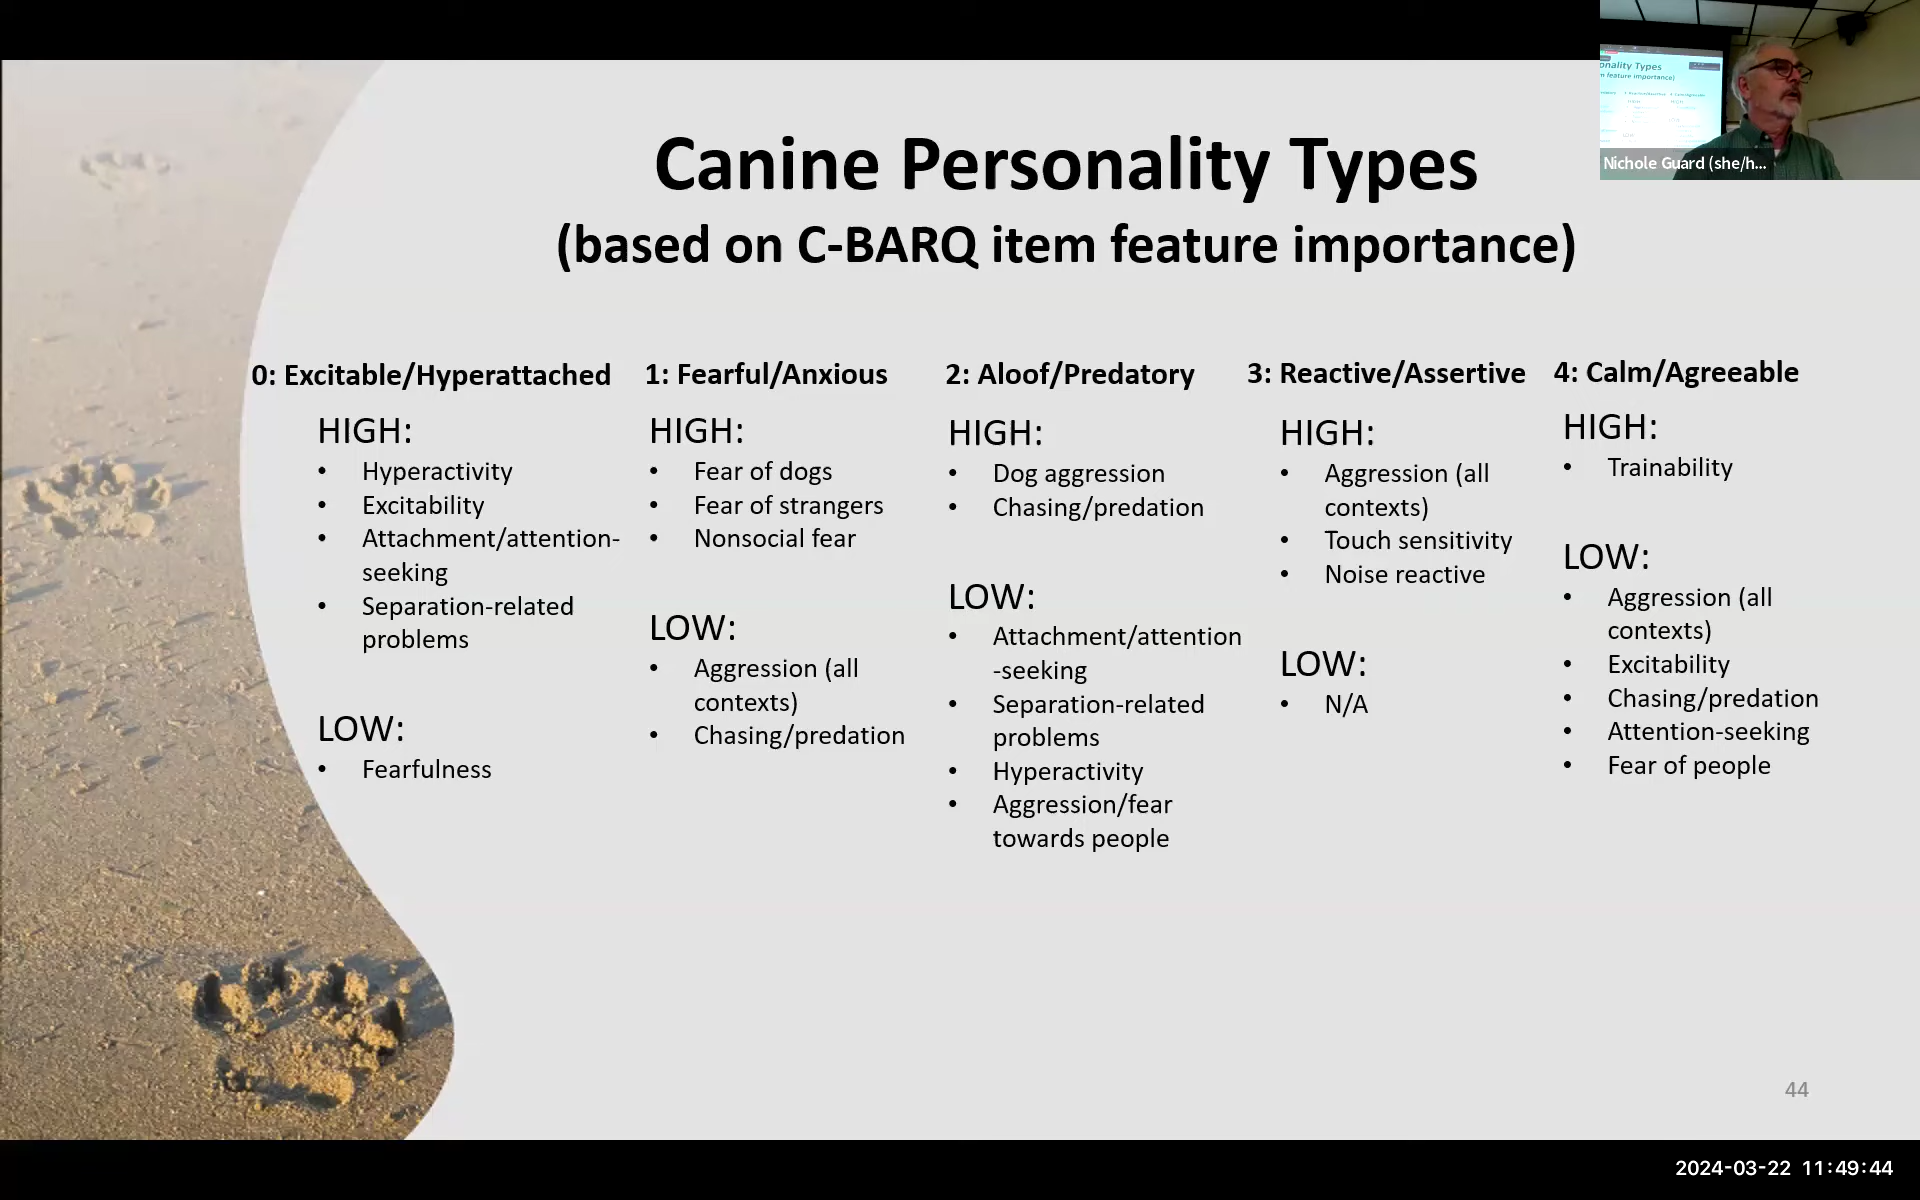 Canine Personality Types
(based on C-BARQ item feature importance)
0: Excitable/Hyperattached
HIGH:
• Hyperactivity
• Excitability
• Attachment/attention-
seeking
• Separation-related
problems
LOW:
• Fearfulness
1: Fearful/Anxious
HIGH:
• Fear of dogs
• Fear of strangers
• Nonsocial fear
LOW:
• Aggression (all
contexts)
• Chasing/predation
2: Aloof/Predatory
HIGH:
• Dog aggression
• Chasing/predation
LOW:
• Attachment/attention
-seeking
• Separation-related
problems
• Hyperactivity
• Aggression/fear
towards people
3: Reactive/Assertive
HIGH:
• Aggression (all
contexts)
• Touch sensitivity
• Noise reactive
LOW:
• N/A
4: Calm/Agreeable
HIGH:
• Trainability
LOW:
• Aggression (all
contexts)
• Excitability
• Chasing/predation
• Attention-seeking
• Fear of people
44
onality Types
feature importance)
Nichole Guard (she/h...
2024-03-22 11:49:44